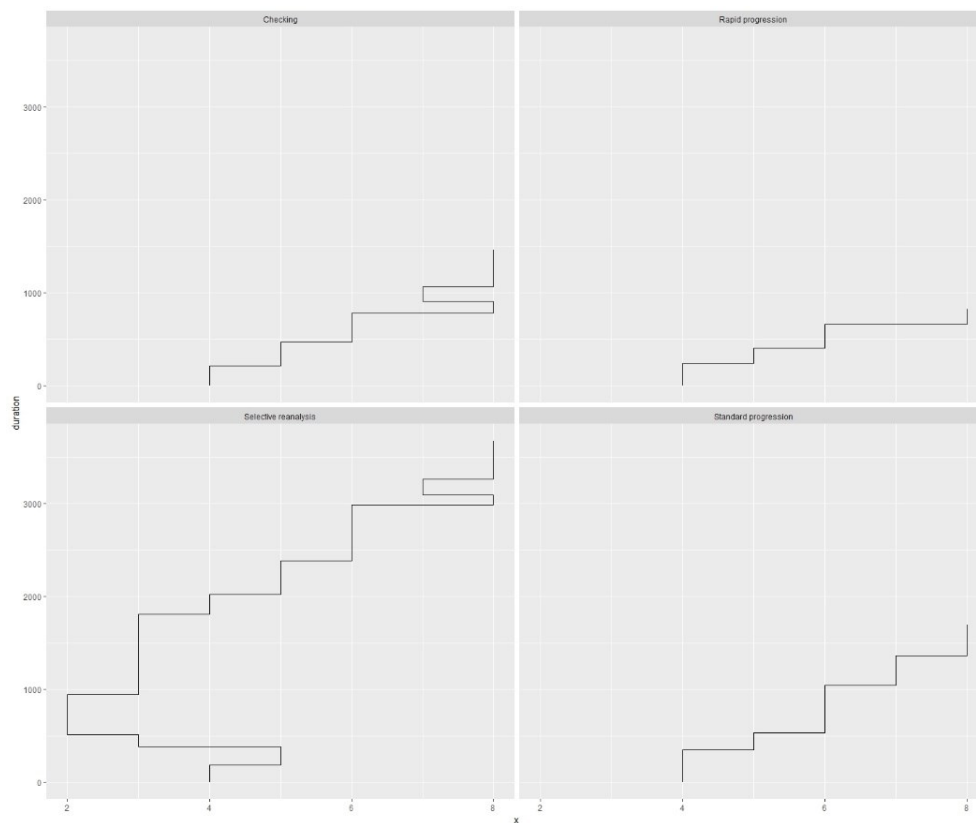 Checking
Rapid progression
3000
2000
1000
0
duration
Selective reanalysis
Standard progression
3000
2000
1000
0
2
4
6
8
2
4
6
8
x